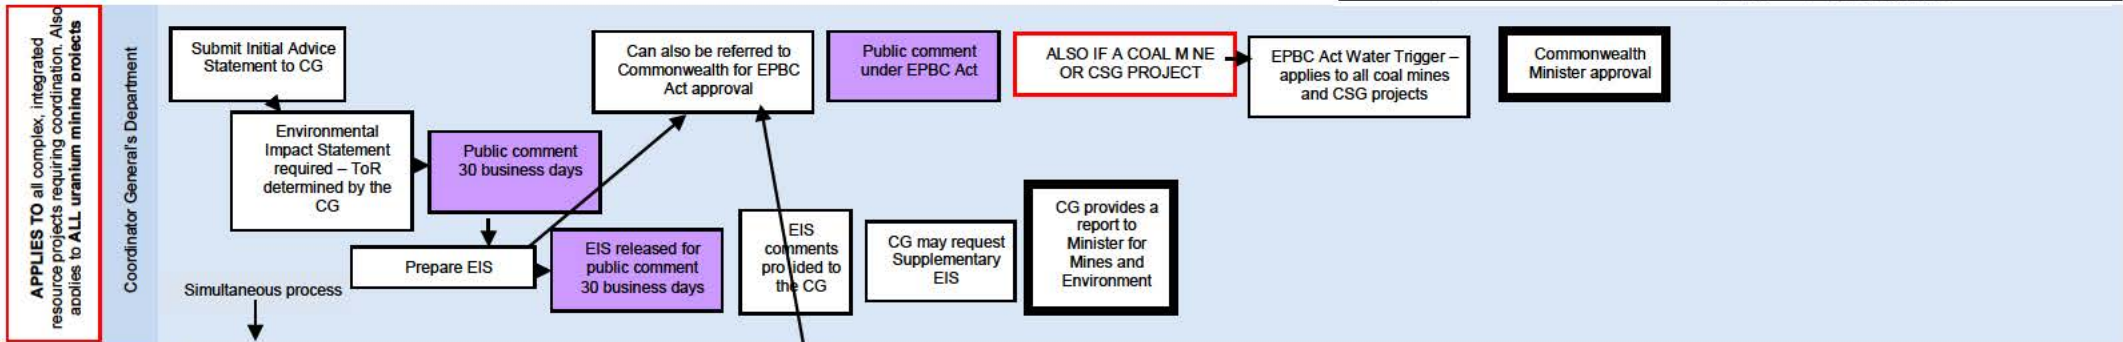 APPLIES TO all complex, integrated
resource projects requiring coordination. Also
applies to ALL uranium mining projects
Coordinator General's Department
Submit Initial Advice
Statement to CG
Environmental
Impact Statement
required – ToR
determined by the
CG
Public comment
30 business days
Prepare EIS
Simultaneous process
EIS released for
public comment
30 business days
Can also be referred to
Commonwealth for EPBC
Act approval
Public comment
under EPBC Act
ALSO IF A COAL M NE
OR CSG PROJECT
EPBC Act Water Trigger –
applies to all coal mines
and CSG projects
Commonwealth
Minister approval
EIS
comments
provided to
the CG
CG may request
Supplementary
EIS
CG provides a
report to
Minister for
Mines and
Environment